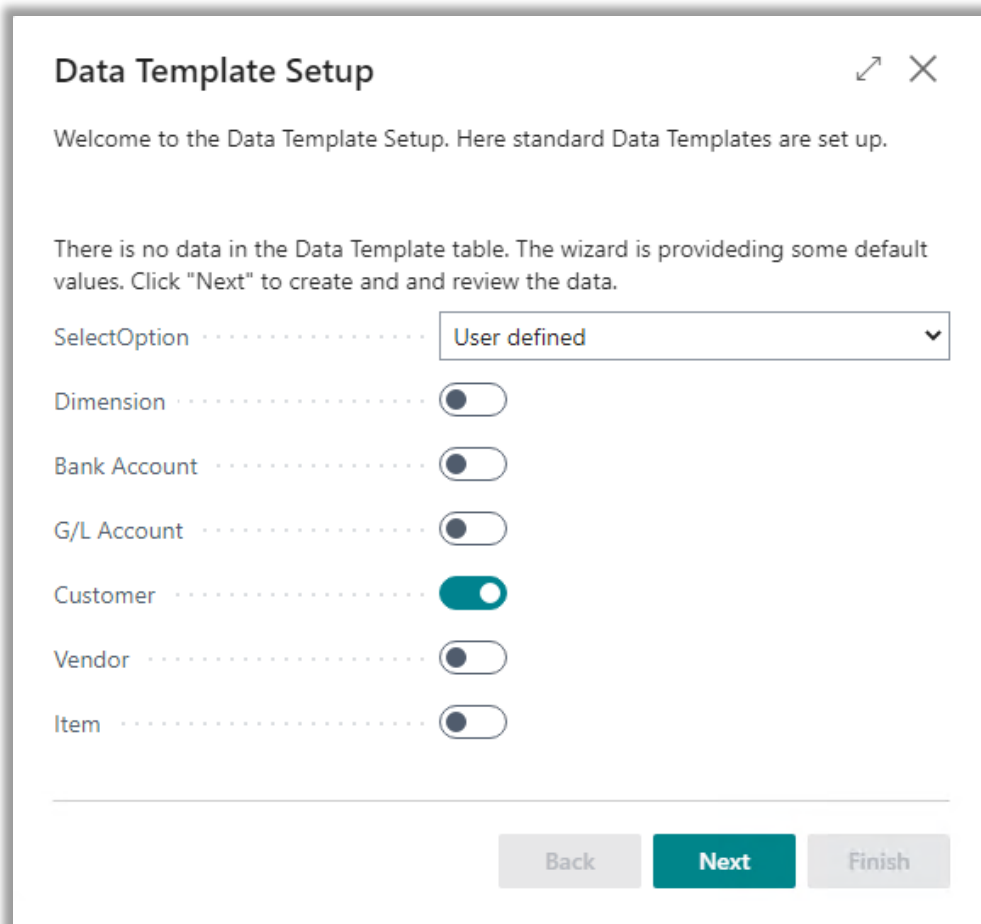 Data Template Setup
Welcome to the Data Template Setup. Here standard Data Templates are set up.
There is no data in the Data Template table. The wizard is provideding some default
values. Click "Next" to create and and review the data.
SelectOption User defined
Dimension
Bank Account
G/L Account
Customer
Vendor
Item
Back Next Finish